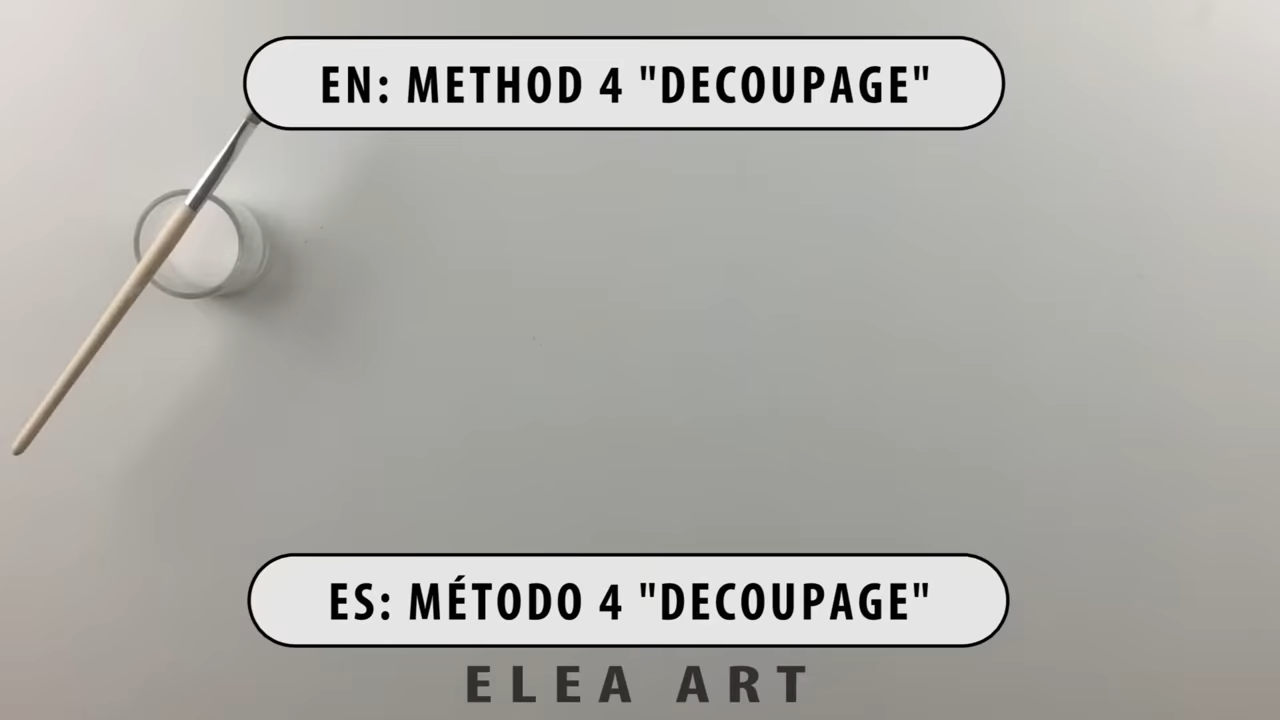 EN: METHOD 4 "DECOUPAGE"
ES: MÉTODO 4 "DECOUPAGE"
ELEA ART